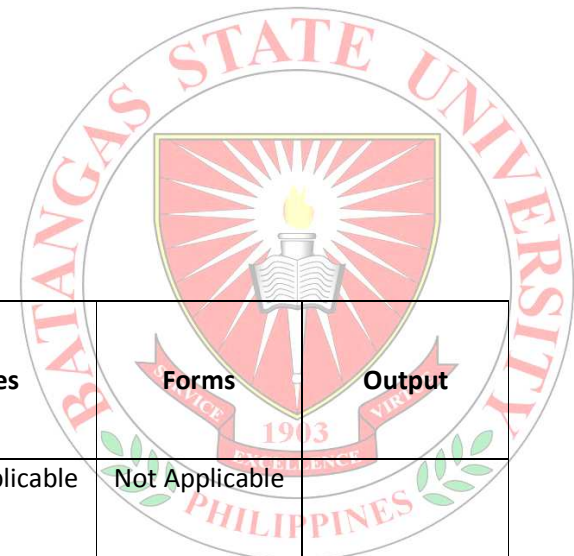 BATANGAS STATE UNIVERSITY
es Forms Output
SERVICE
VIRTUE
1903
EXCELLENCE
plicable Not Applicable
PHILIPPINES